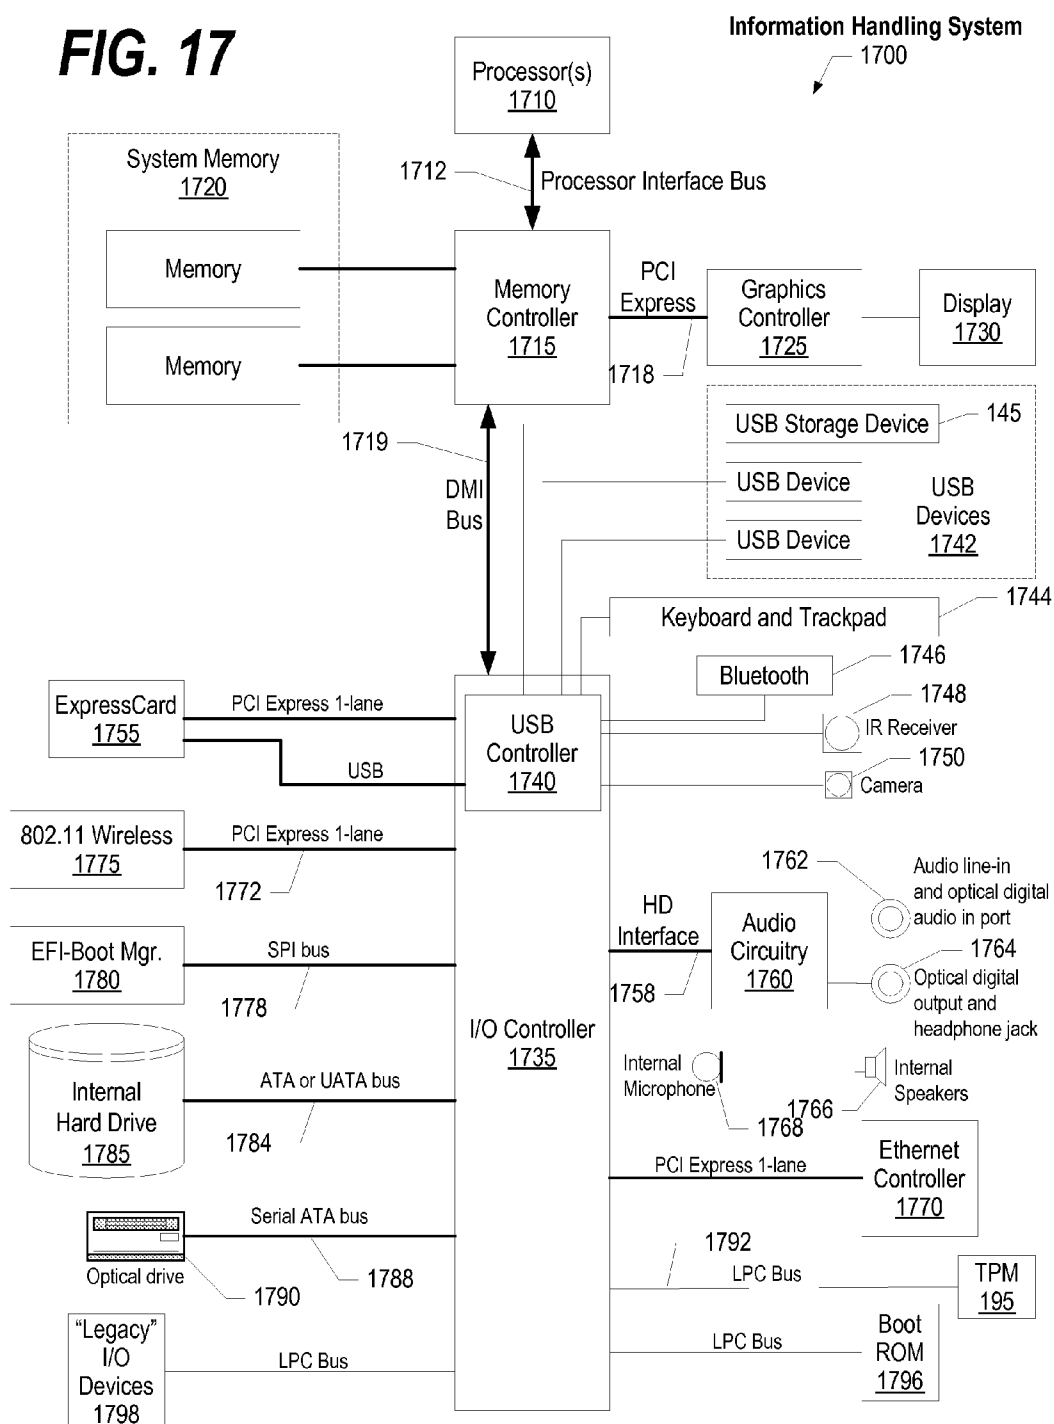 FIG. 17
Information Handling System
1700
Processor(s)
1710
1712
Processor Interface Bus
System Memory
1720
Memory
Memory
Memory
Controller
1715
PCI
Express
1718
Graphics
Controller
1725
Display
1730
1719
DMI
Bus
USB Storage Device
145
USB Device
USB Device
USB
Devices
1742
1744
Keyboard and Trackpad
1746
Bluetooth
1748
IR Receiver
1750
Camera
ExpressCard
1755
PCI Express 1-lane
USB
USB
Controller
1740
802.11 Wireless
1775
PCI Express 1-lane
1772
EFI-Boot Mgr.
1780
SPI bus
1778
I/O Controller
1735
HD
Interface
1758
Audio
Circuitry
1760
1762
Audio line-in
and optical digital
audio in port
1764
Optical digital
output and
headphone jack
Internal
Microphone
1768
1766
Internal
Speakers
Internal
Hard Drive
1785
ATA or UATA bus
1784
PCI Express 1-lane
Ethernet
Controller
1770
Serial ATA bus
1788
Optical drive
1790
1792
LPC Bus
TPM
195
"Legacy"
I/O
Devices
1798
LPC Bus
LPC Bus
Boot
ROM
1796